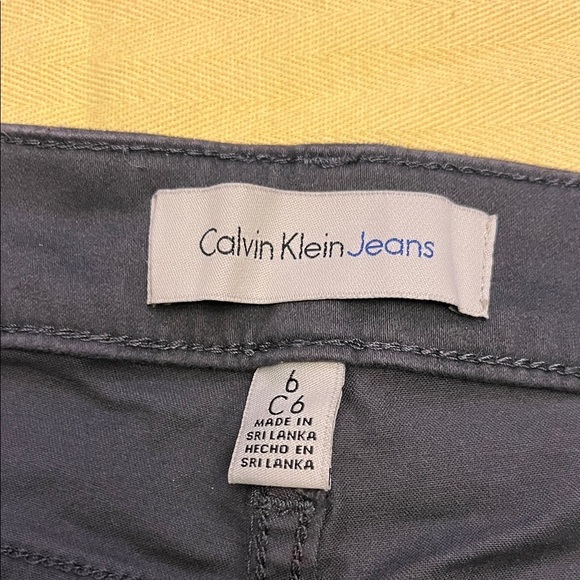 Calvin Klein Jeans
6
C6
MADE IN
SRI LANKA
HECHO EN
SRI LANKA